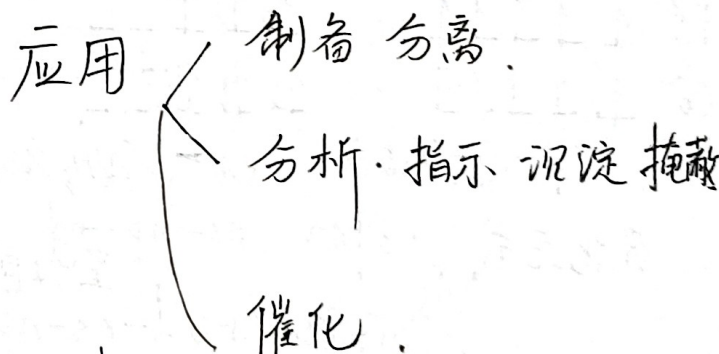 应用
制备 分离.
分析. 指示 沉淀 掩蔽
催化.